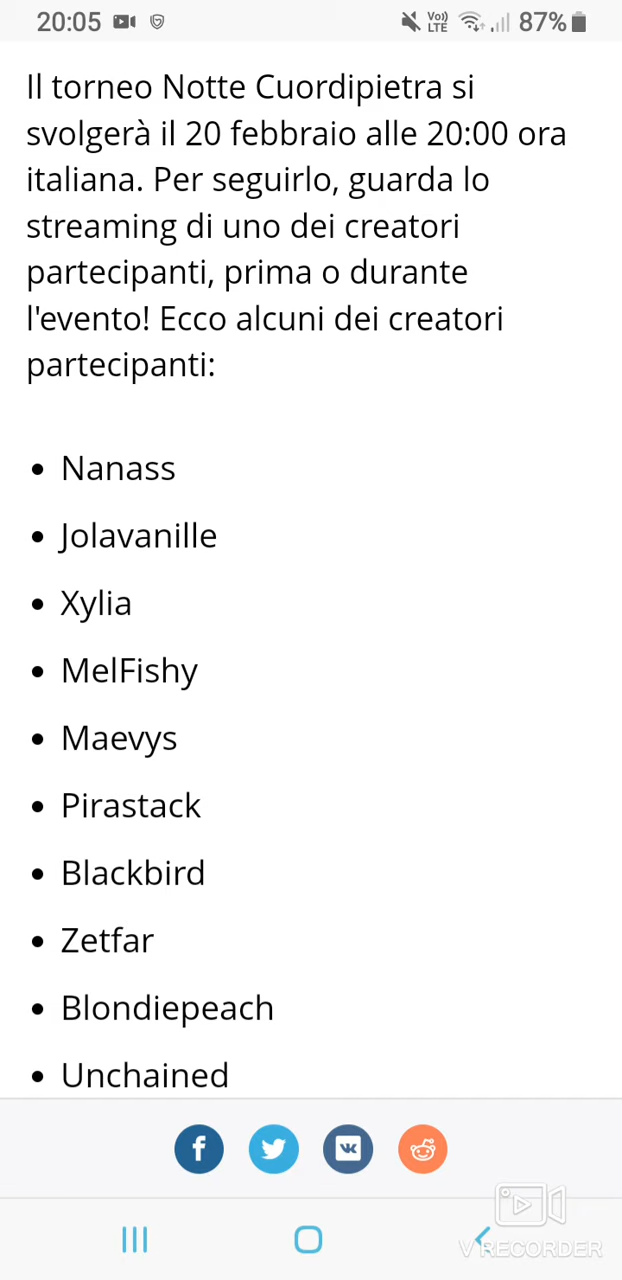 20:05 Vo)) LTE 87%
Il torneo Notte Cuordipietra si
svolgerà il 20 febbraio alle 20:00 ora
italiana. Per seguirlo, guarda lo
streaming di uno dei creatori
partecipanti, prima o durante
l'evento! Ecco alcuni dei creatori
partecipanti:
• Nanass
• Jolavanille
• Xylia
• MelFishy
• Maevys
• Pirastack
• Blackbird
• Zetfar
• Blondiepeach
• Unchained
V RECORDER